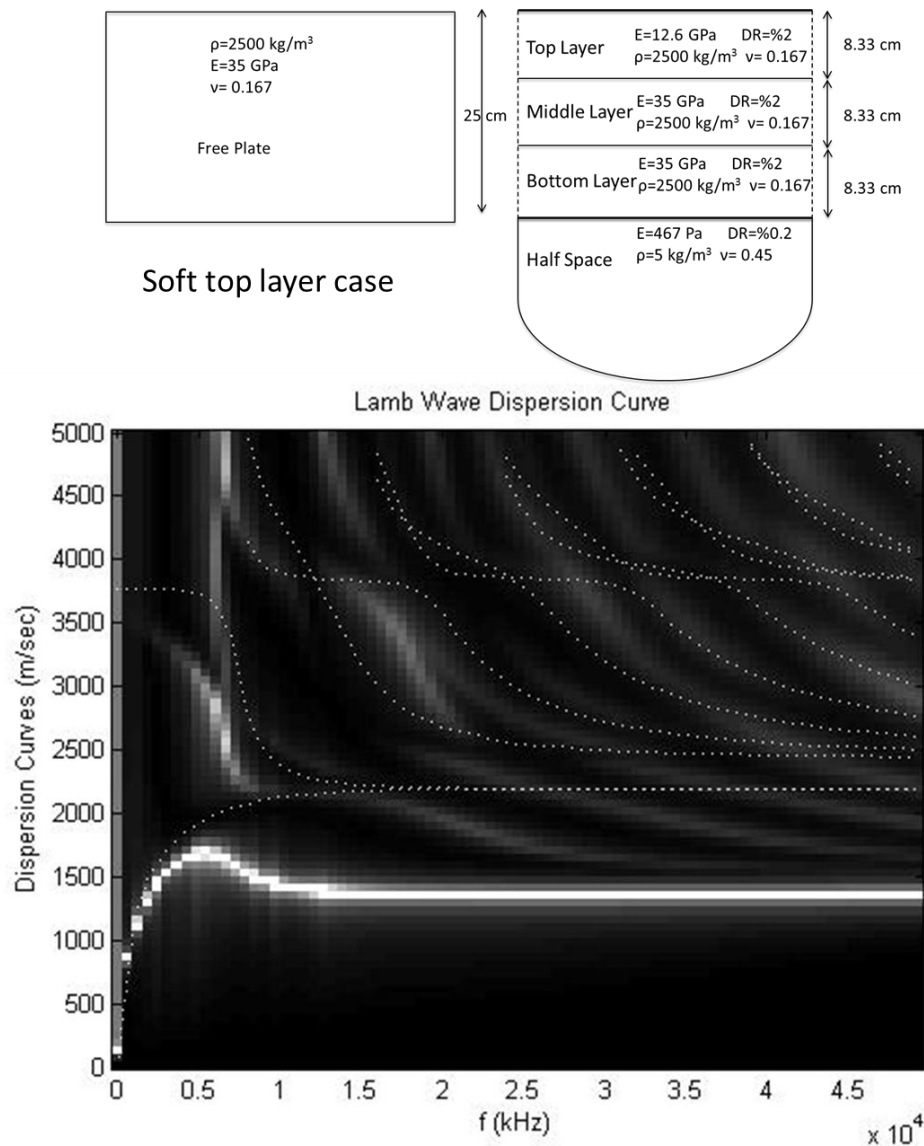 ρ=2500 kg/m³
E=35 GPa
ν= 0.167
Free Plate
25 cm
Top Layer
E=12.6 GPa DR=%2
ρ=2500 kg/m³ ν= 0.167
8.33 cm
Middle Layer
E=35 GPa DR=%2
ρ=2500 kg/m³ ν= 0.167
8.33 cm
Bottom Layer
E=35 GPa DR=%2
ρ=2500 kg/m³ ν= 0.167
8.33 cm
Half Space
E=467 Pa DR=%0.2
ρ=5 kg/m³ ν= 0.45
Soft top layer case
Lamb Wave Dispersion Curve
Dispersion Curves (m/sec)
5000
4500
4000
3500
3000
2500
2000
1500
1000
500
0
0 0.5 1 1.5 2 2.5 3 3.5 4 4.5
f (kHz)
x 10⁴